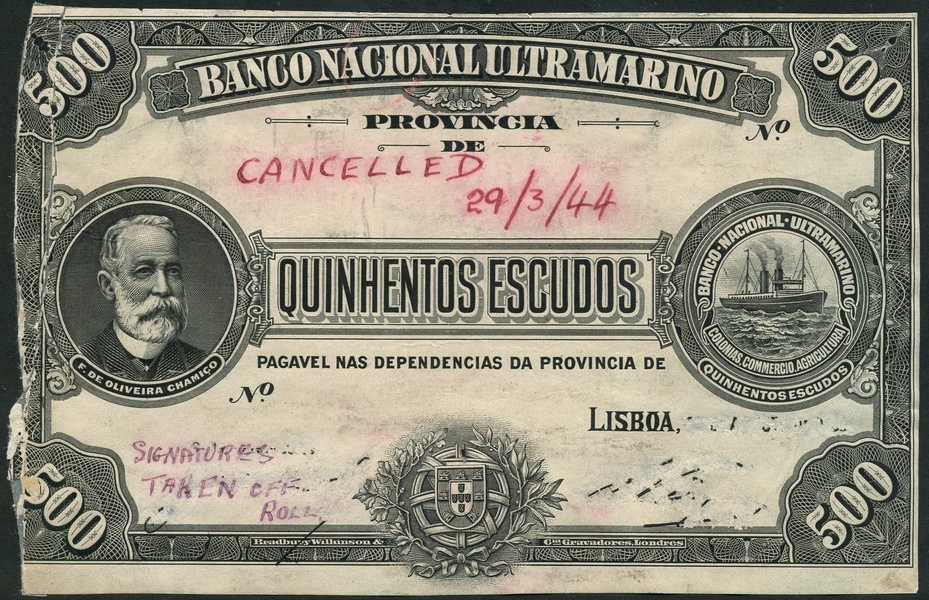 500
500
BANCO NACIONAL ULTRAMARINO
PROVINCIA
DE
Nº
CANCELLED
29/3/44
QUINHENTOS ESCUDOS
BANCO·NACIONAL·ULTRAMARINO
COLONIAS, COMMERCIO, AGRICULTURA
QUINHENTOS ESCUDOS
F. DE OLIVEIRA CHAMIÇO
PAGAVEL NAS DEPENDENCIAS DA PROVINCIA DE
Nº
LISBOA,
SIGNATURES
TAKEN OFF
ROLL
500
500
Bradbury Wilkinson & Cia Gravadores, Londres